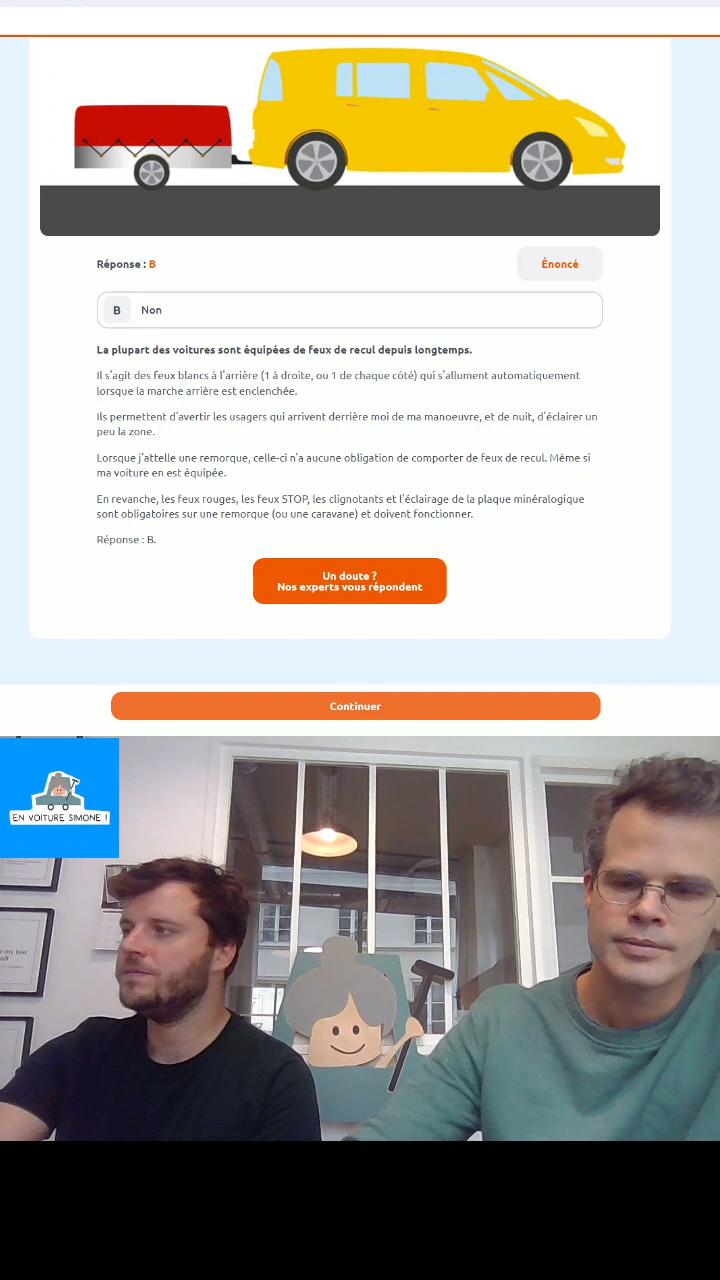 Réponse : B
Énoncé
B Non
La plupart des voitures sont équipées de feux de recul depuis longtemps.
Il s'agit des feux blancs à l'arrière (1 à droite, ou 1 de chaque côté) qui s'allument automatiquement
lorsque la marche arrière est enclenchée.
Ils permettent d'avertir les usagers qui arrivent derrière moi de ma manoeuvre, et de nuit, d'éclairer un
peu la zone.
Lorsque j'attelle une remorque, celle-ci n'a aucune obligation de comporter de feux de recul. Même si
ma voiture en est équipée.
En revanche, les feux rouges, les feux STOP, les clignotants et l'éclairage de la plaque minéralogique
sont obligatoires sur une remorque (ou une caravane) et doivent fonctionner.
Réponse : B.
Un doute ?
Nos experts vous répondent
Continuer
EN VOITURE SIMONE !